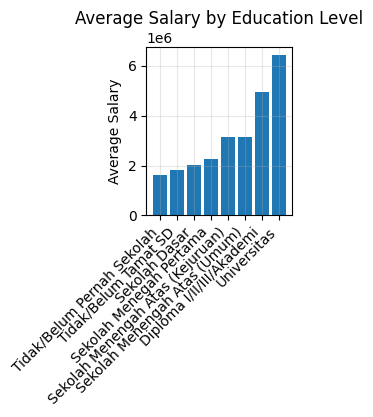 Average Salary by Education Level
1e6
6
4
2
0
Average Salary
Tidak/Belum Pernah Sekolah
Tidak/Belum Tamat SD
Sekolah Dasar
Sekolah Menegah Pertama
Sekolah Menengah Atas (Kejuruan)
Sekolah Menengah Atas (Umum)
Diploma I/II/III/Akademi
Universitas